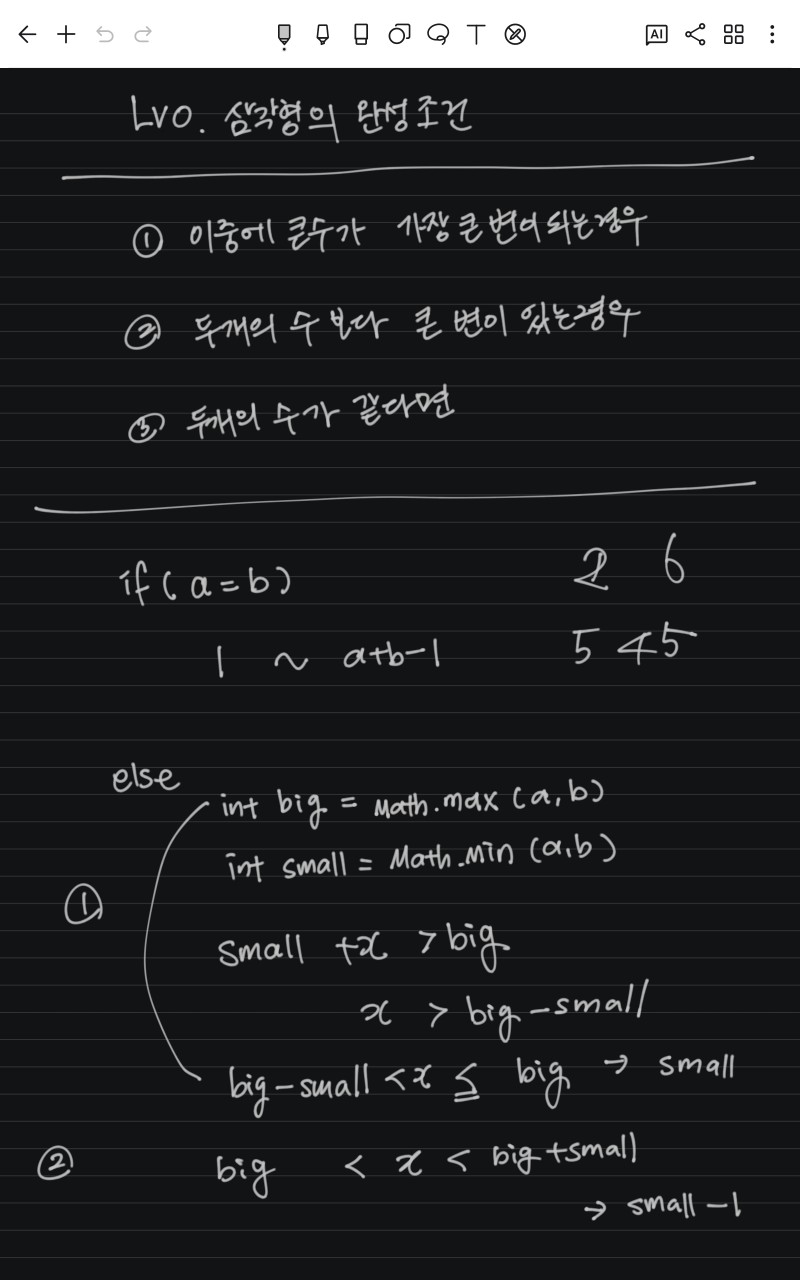 AI
Lv0. 삼각형의 완성조건
① 이중에 큰수가 가장 큰 변이 되는경우
② 두개의 수 보다 큰 변이 있는경우
③ 두개의 수가 같다면
if(a=b) 2 6
1 ~ a+b-1 5 45
else
int big = Math.max(a,b)
int small = Math.min (a,b)
①
small +x > big
x > big-small
big-small < x ≦ big → small
② big < x < big+small
→ small-1